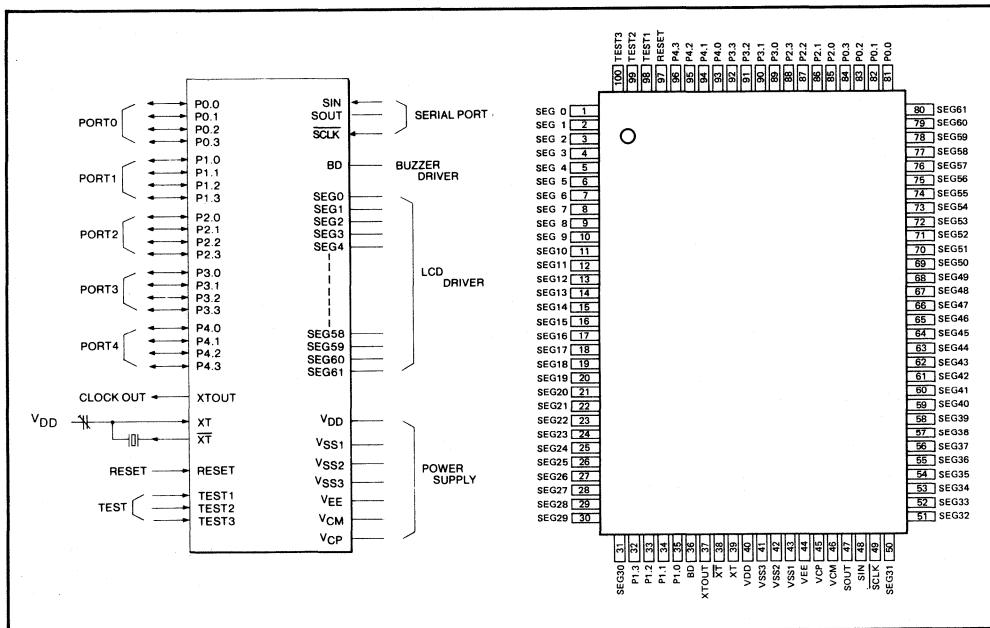 PORT0
P0.0
P0.1
P0.2
P0.3
PORT1
P1.0
P1.1
P1.2
P1.3
PORT2
P2.0
P2.1
P2.2
P2.3
PORT3
P3.0
P3.1
P3.2
P3.3
PORT4
P4.0
P4.1
P4.2
P4.3
CLOCK OUT
XTOUT
VDD
XT
XT
RESET
RESET
TEST
TEST1
TEST2
TEST3
SIN
SOUT
SCLK
SERIAL PORT
BD
BUZZER
DRIVER
SEG0
SEG1
SEG2
SEG3
SEG4
SEG58
SEG59
SEG60
SEG61
LCD
DRIVER
VDD
VSS1
VSS2
VSS3
VEE
VCM
VCP
POWER
SUPPLY
TEST3 100
TEST2 99
TEST1 98
RESET 97
P4.3 96
P4.2 95
P4.1 94
P4.0 93
P3.3 92
P3.2 91
P3.1 90
P3.0 89
P2.3 88
P2.2 87
P2.1 86
P2.0 85
P0.3 84
P0.2 83
P0.1 82
P0.0 81
SEG 0 1
SEG 1 2
SEG 2 3
SEG 3 4
SEG 4 5
SEG 5 6
SEG 6 7
SEG 7 8
SEG 8 9
SEG 9 10
SEG10 11
SEG11 12
SEG12 13
SEG13 14
SEG14 15
SEG15 16
SEG16 17
SEG17 18
SEG18 19
SEG19 20
SEG20 21
SEG21 22
SEG22 23
SEG23 24
SEG24 25
SEG25 26
SEG26 27
SEG27 28
SEG28 29
SEG29 30
80 SEG61
79 SEG60
78 SEG59
77 SEG58
76 SEG57
75 SEG56
74 SEG55
73 SEG54
72 SEG53
71 SEG52
70 SEG51
69 SEG50
68 SEG49
67 SEG48
66 SEG47
65 SEG46
64 SEG45
63 SEG44
62 SEG43
61 SEG42
60 SEG41
59 SEG40
58 SEG39
57 SEG38
56 SEG37
55 SEG36
54 SEG35
53 SEG34
52 SEG33
51 SEG32
SEG30 31
P1.3 32
P1.2 33
P1.1 34
P1.0 35
BD 36
XTOUT 37
XT 38
XT 39
VDD 40
VSS3 41
VSS2 42
VSS1 43
VEE 44
VCP 45
VCM 46
SOUT 47
SIN 48
SCLK 49
SEG31 50